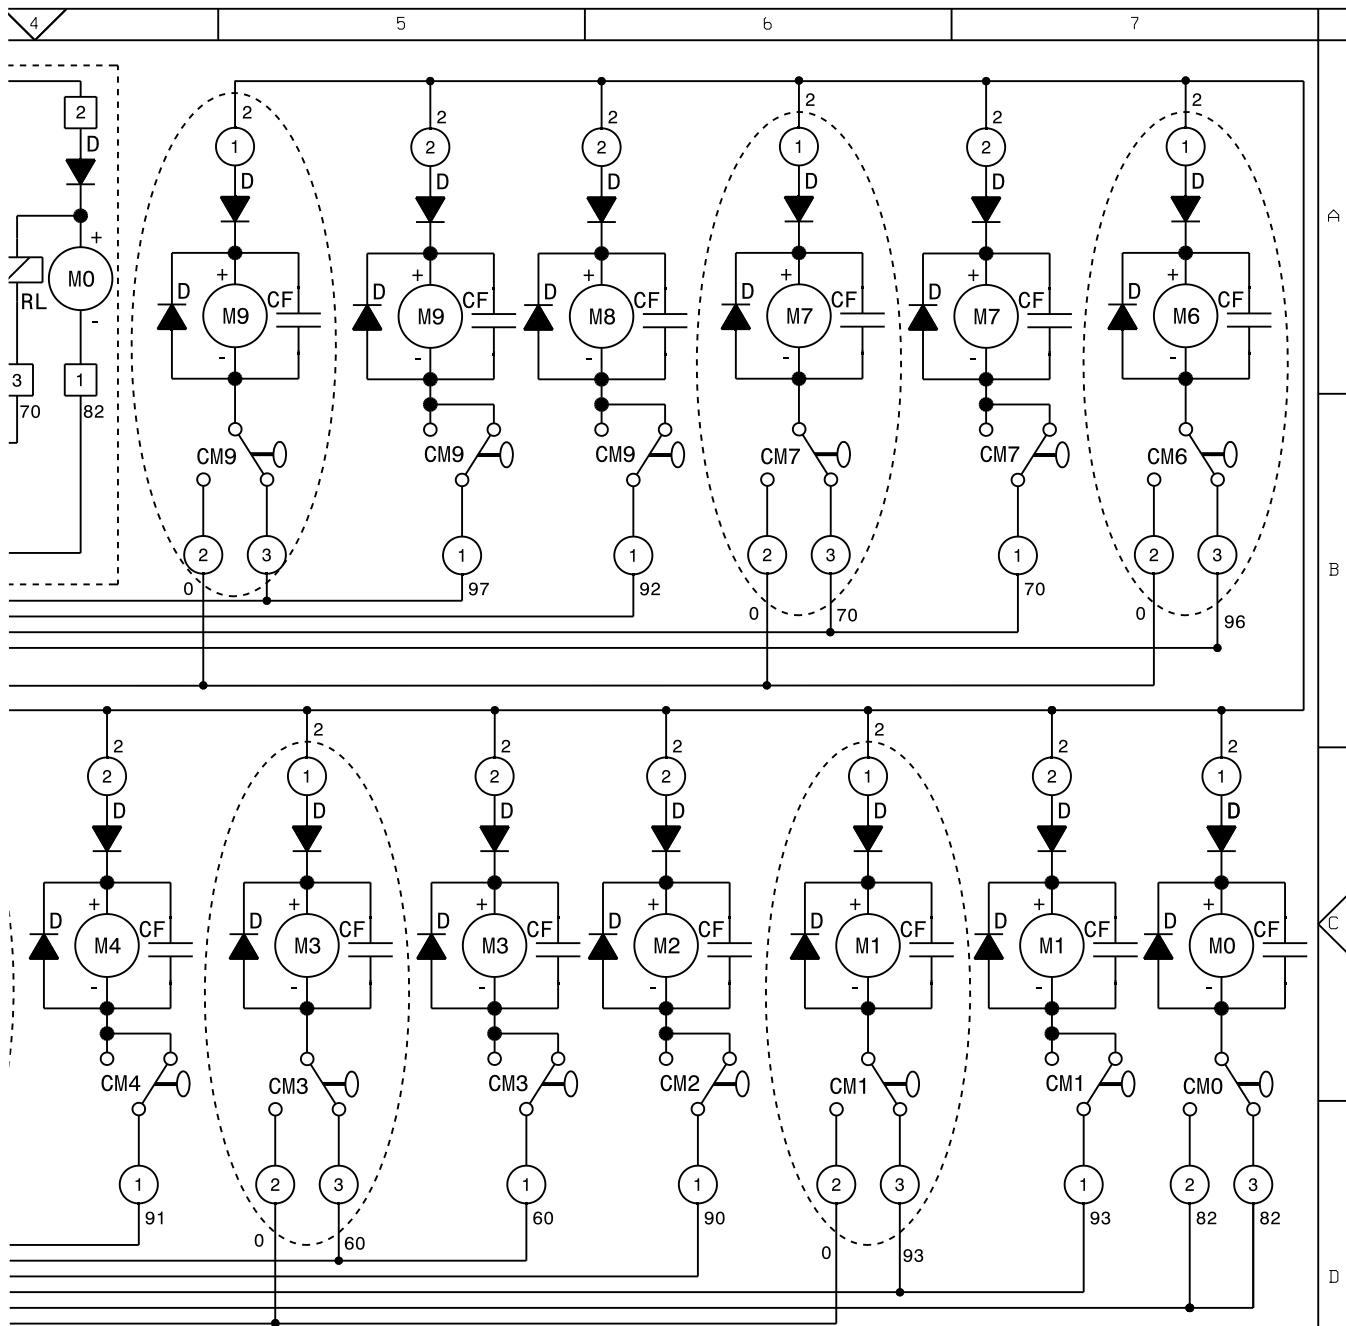 4 5 6 7
2 2 2 2 2 2
2 1 2 2 1 2 1
D D D D D D D
A
+ + + + + + +
RL M0 D M9 CF D M9 CF D M8 CF D M7 CF D M7 CF D M6 CF
- - - - - - -
3 1
70 82
CM9 CM9 CM9 CM7 CM7 CM6
2 3 1 1 2 3 1 2 3
B
0 97 92 0 70 70 0 96
2 2 2 2 2 2 2
2 1 2 2 1 2 1
D D D D D D D
+ + + + + + +
C
D M4 CF D M3 CF D M3 CF D M2 CF D M1 CF D M1 CF D M0 CF
- - - - - - -
CM4 CM3 CM3 CM2 CM1 CM1 CM0
1 2 3 1 1 2 3 1 2 3
91 0 60 60 90 0 93 93 82 82
D